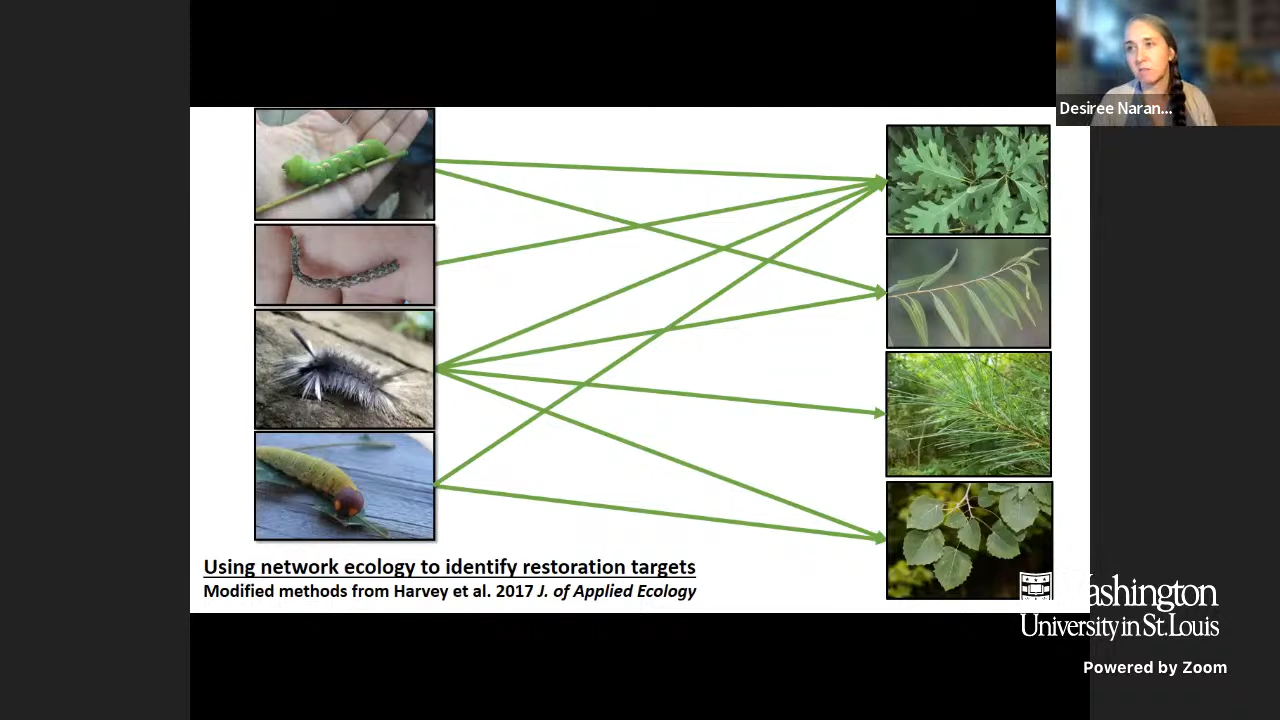 Desiree Naran...
Using network ecology to identify restoration targets
Modified methods from Harvey et al. 2017 J. of Applied Ecology
Washington
University in St. Louis
Powered by Zoom